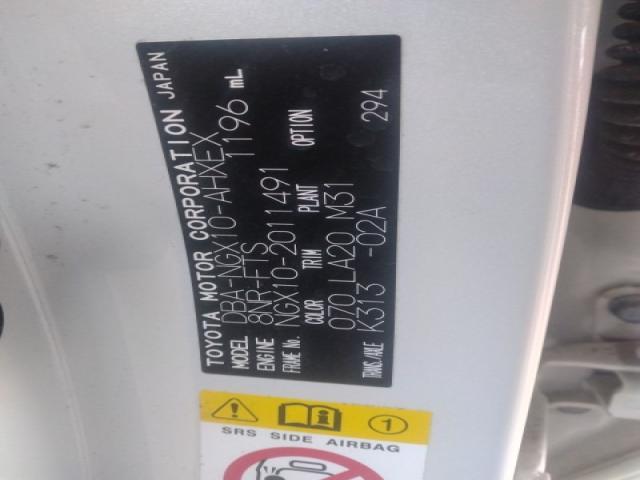 TOYOTA MOTOR CORPORATION JAPAN
MODEL DBA-NGX10-AHXEX
ENGINE 8NR-FTS 1196 mL
FRAME No. NGX10-2011491
COLOR TRIM PLANT OPTION
070 LA20 M31 294
TRANS./AXLE K313 -02A
1
SRS SIDE AIRBAG